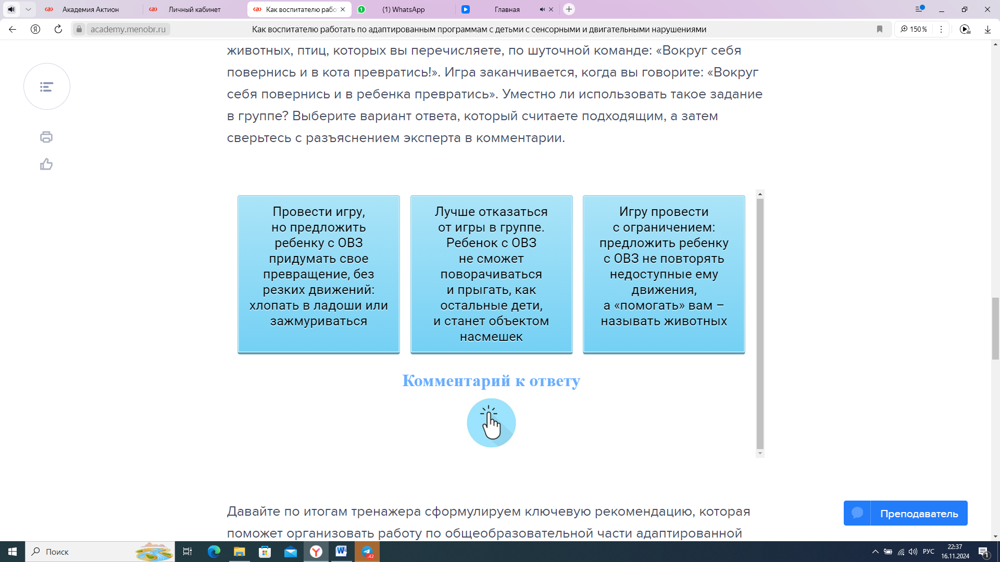 Академия Актион
Личный кабинет
Как воспитателю рабо
1
(1) WhatsApp
Главная
Я
academy.menobr.ru
Как воспитателю работать по адаптированным программам с детьми с сенсорными и двигательными нарушениями
150 %
животных, птиц, которых вы перечисляете, по шуточной команде: «Вокруг себя
повернись и в кота превратись!». Игра заканчивается, когда вы говорите: «Вокруг
себя повернись и в ребенка превратись». Уместно ли использовать такое задание
в группе? Выберите вариант ответа, который считаете подходящим, а затем
сверьтесь с разъяснением эксперта в комментарии.
Провести игру,
но предложить
ребенку с ОВЗ
придумать свое
превращение, без
резких движений:
хлопать в ладоши или
зажмуриваться
Лучше отказаться
от игры в группе.
Ребенок с ОВЗ
не сможет
поворачиваться
и прыгать, как
остальные дети,
и станет объектом
насмешек
Игру провести
с ограничением:
предложить ребенку
с ОВЗ не повторять
недоступные ему
движения,
а «помогать» вам –
называть животных
Комментарий к ответу
Давайте по итогам тренажера сформулируем ключевую рекомендацию, которая
поможет организовать работу по общеобразовательной части адаптированной
Преподаватель
Поиск
42
РУС
22:37
16.11.2024
1